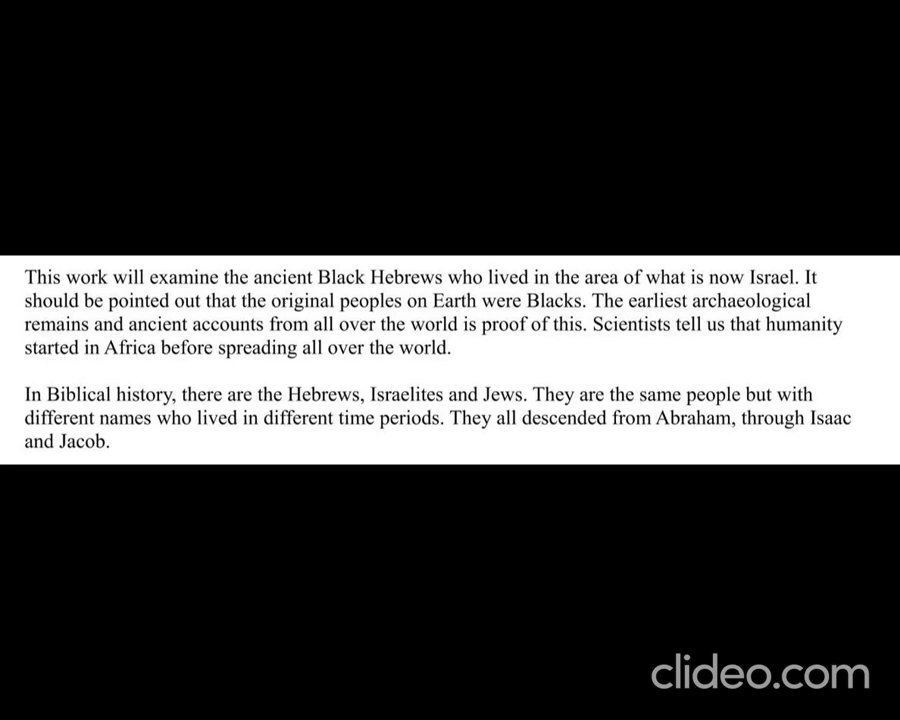 This work will examine the ancient Black Hebrews who lived in the area of what is now Israel. It
should be pointed out that the original peoples on Earth were Blacks. The earliest archaeological
remains and ancient accounts from all over the world is proof of this. Scientists tell us that humanity
started in Africa before spreading all over the world.
In Biblical history, there are the Hebrews, Israelites and Jews. They are the same people but with
different names who lived in different time periods. They all descended from Abraham, through Isaac
and Jacob.
clideo.com